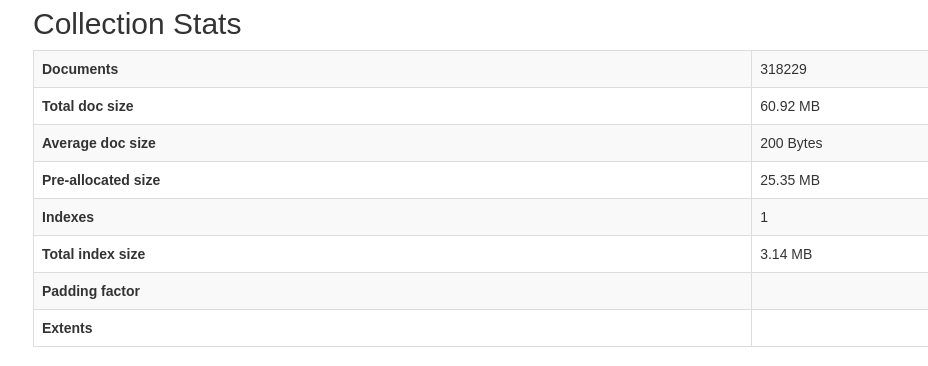 Collection Stats
Documents 318229
Total doc size 60.92 MB
Average doc size 200 Bytes
Pre-allocated size 25.35 MB
Indexes 1
Total index size 3.14 MB
Padding factor
Extents